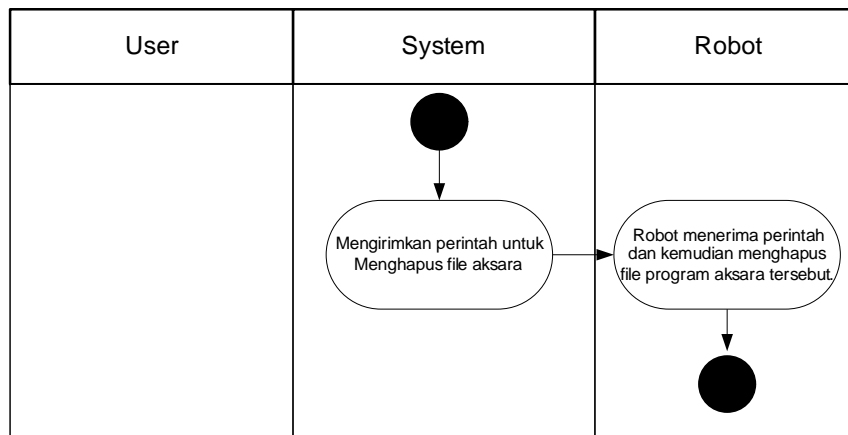 User
System
Robot
Mengirimkan perintah untuk
Menghapus file aksara
Robot menerima perintah
dan kemudian menghapus
file program aksara tersebut.